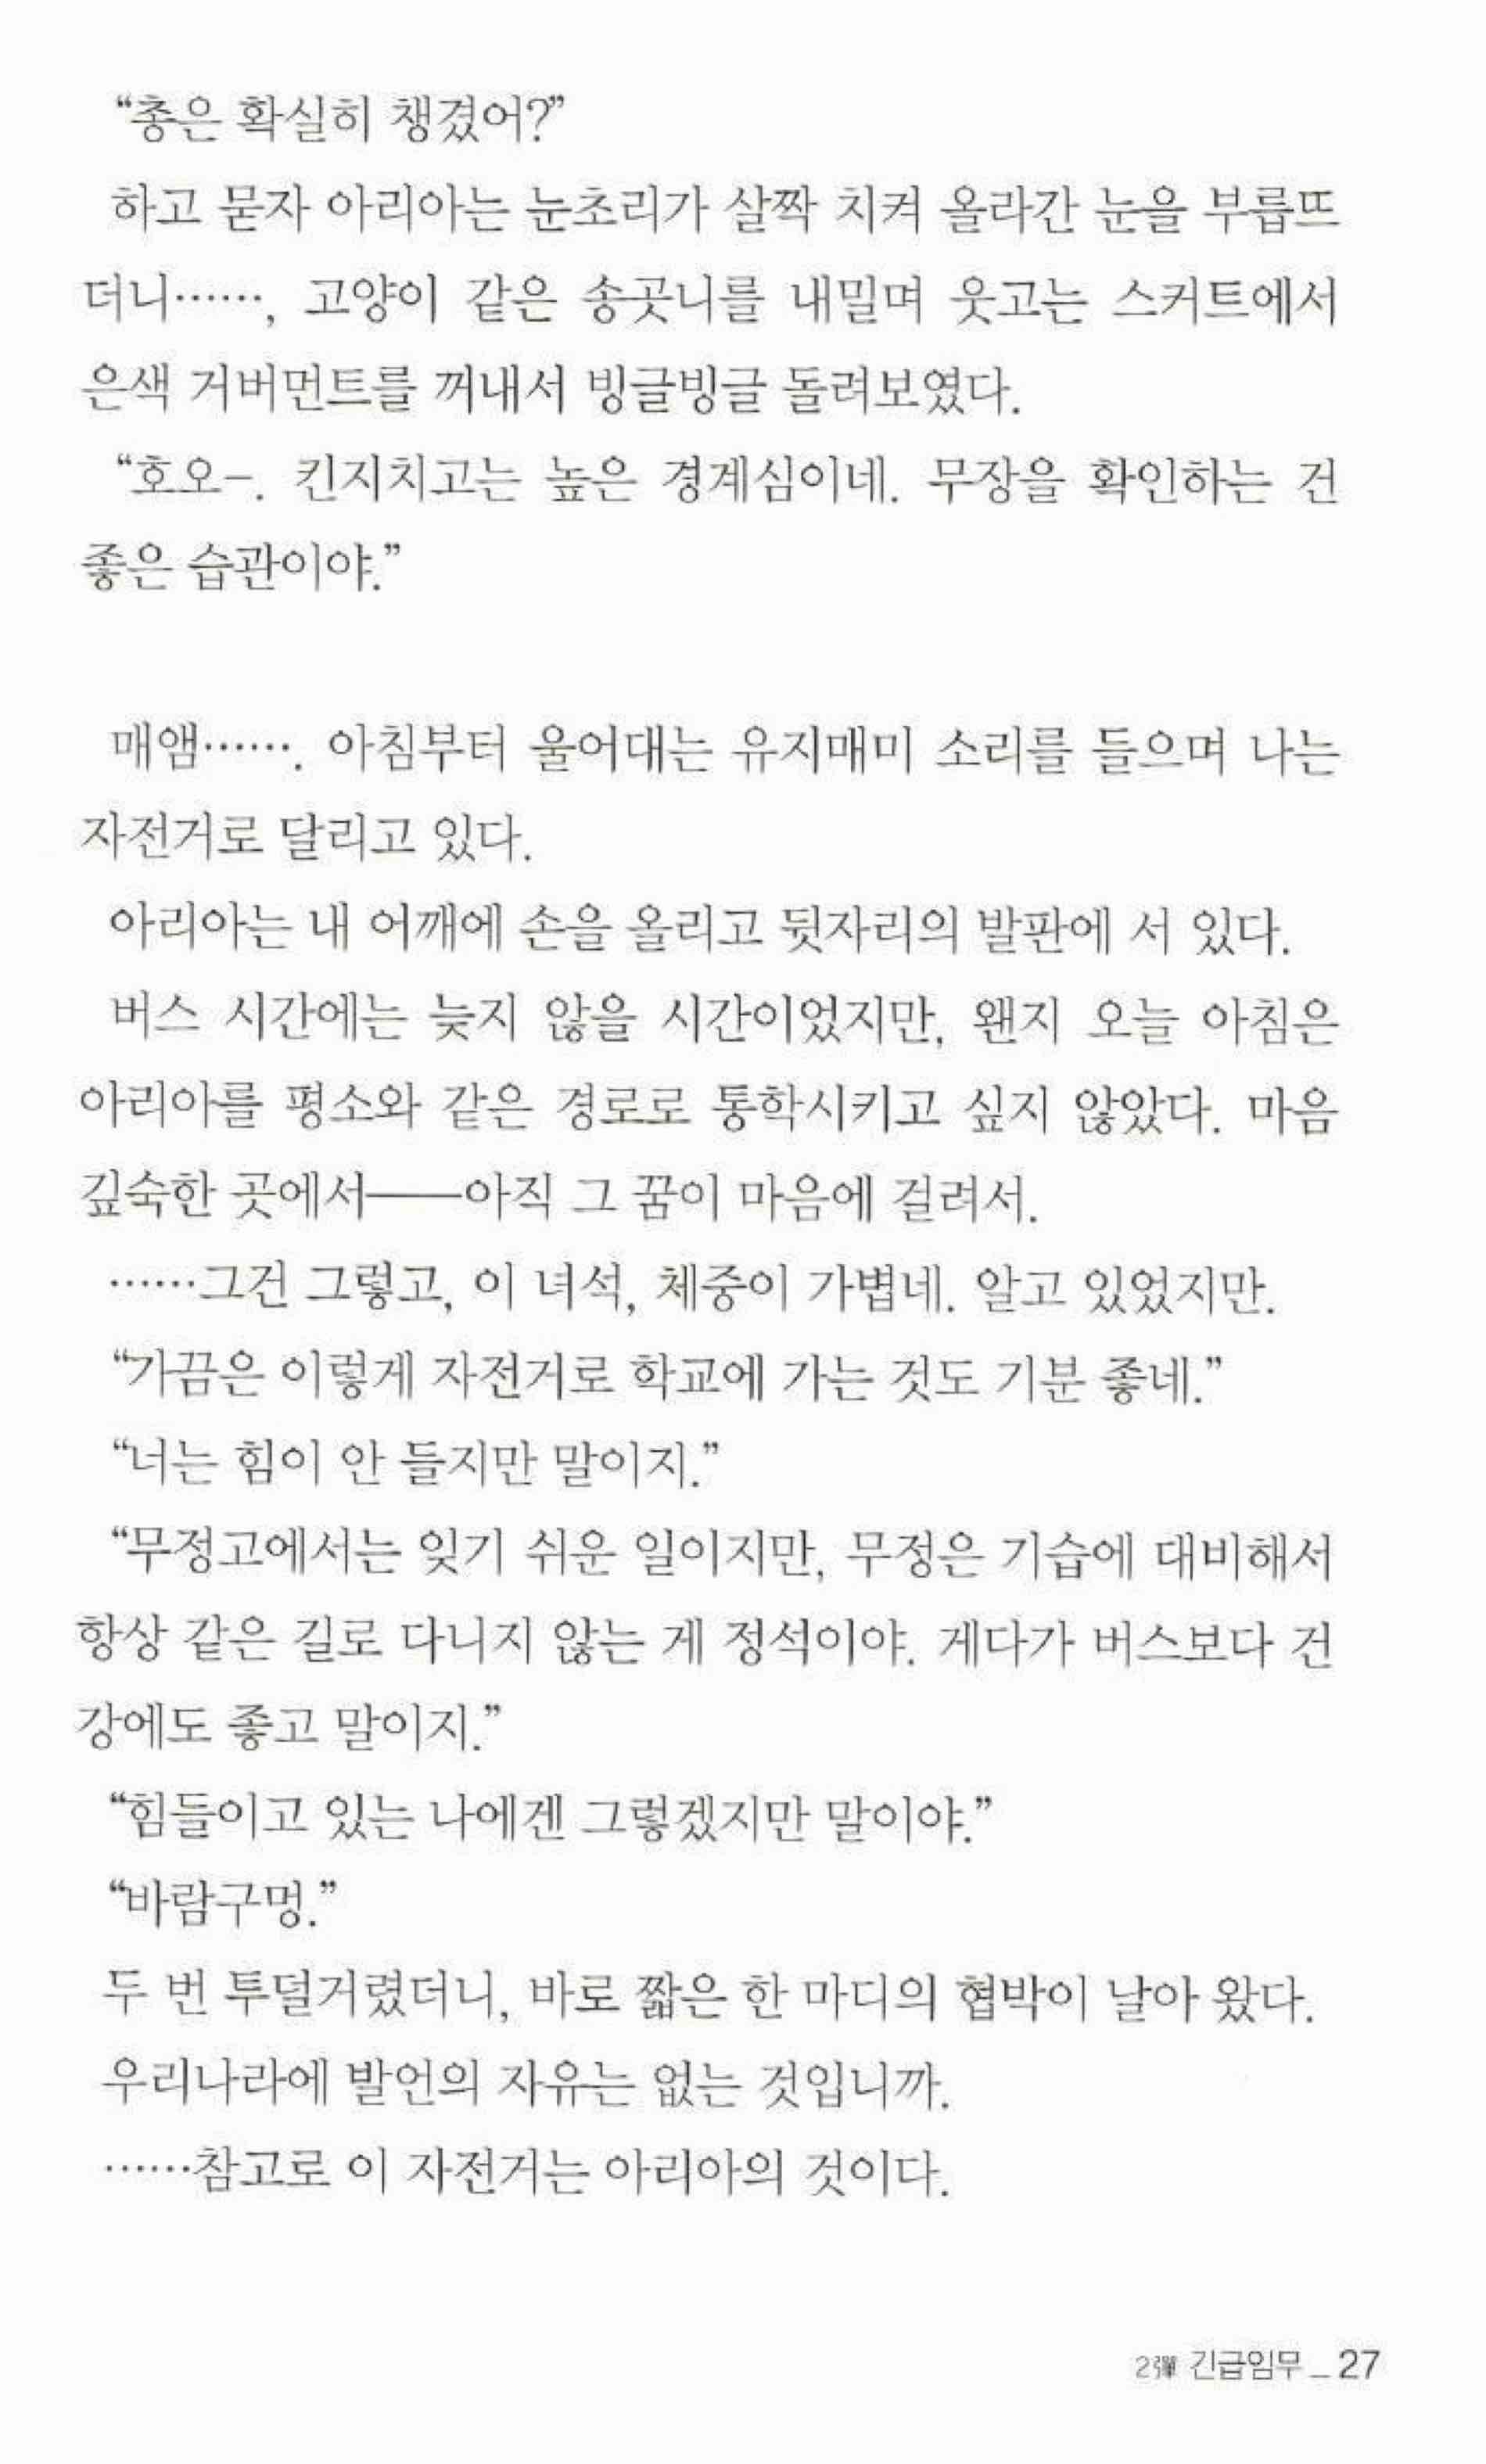 “총은 확실히 챙겼어?”
하고 묻자 아리아는 눈초리가 살짝 치켜 올라간 눈을 부릅뜨
더니……, 고양이 같은 송곳니를 내밀며 웃고는 스커트에서
은색 거버먼트를 꺼내서 빙글빙글 돌려보였다.
“호오-. 킨지치고는 높은 경계심이네. 무장을 확인하는 건
좋은 습관이야.”
매앰……. 아침부터 울어대는 유지매미 소리를 들으며 나는
자전거로 달리고 있다.
아리아는 내 어깨에 손을 올리고 뒷자리의 발판에 서 있다.
버스 시간에는 늦지 않을 시간이었지만, 왠지 오늘 아침은
아리아를 평소와 같은 경로로 통학시키고 싶지 않았다. 마음
깊숙한 곳에서──아직 그 꿈이 마음에 걸려서.
……그건 그렇고, 이 녀석, 체중이 가볍네. 알고 있었지만.
“가끔은 이렇게 자전거로 학교에 가는 것도 기분 좋네.”
“너는 힘이 안 들지만 말이지.”
“무정고에서는 잊기 쉬운 일이지만, 무정은 기습에 대비해서
항상 같은 길로 다니지 않는 게 정석이야. 게다가 버스보다 건
강에도 좋고 말이지.”
“힘들이고 있는 나에겐 그렇겠지만 말이야.”
“바람구멍.”
두 번 투덜거렸더니, 바로 짧은 한 마디의 협박이 날아 왔다.
우리나라에 발언의 자유는 없는 것입니까.
……참고로 이 자전거는 아리아의 것이다.
2彈 긴급임무 _ 27